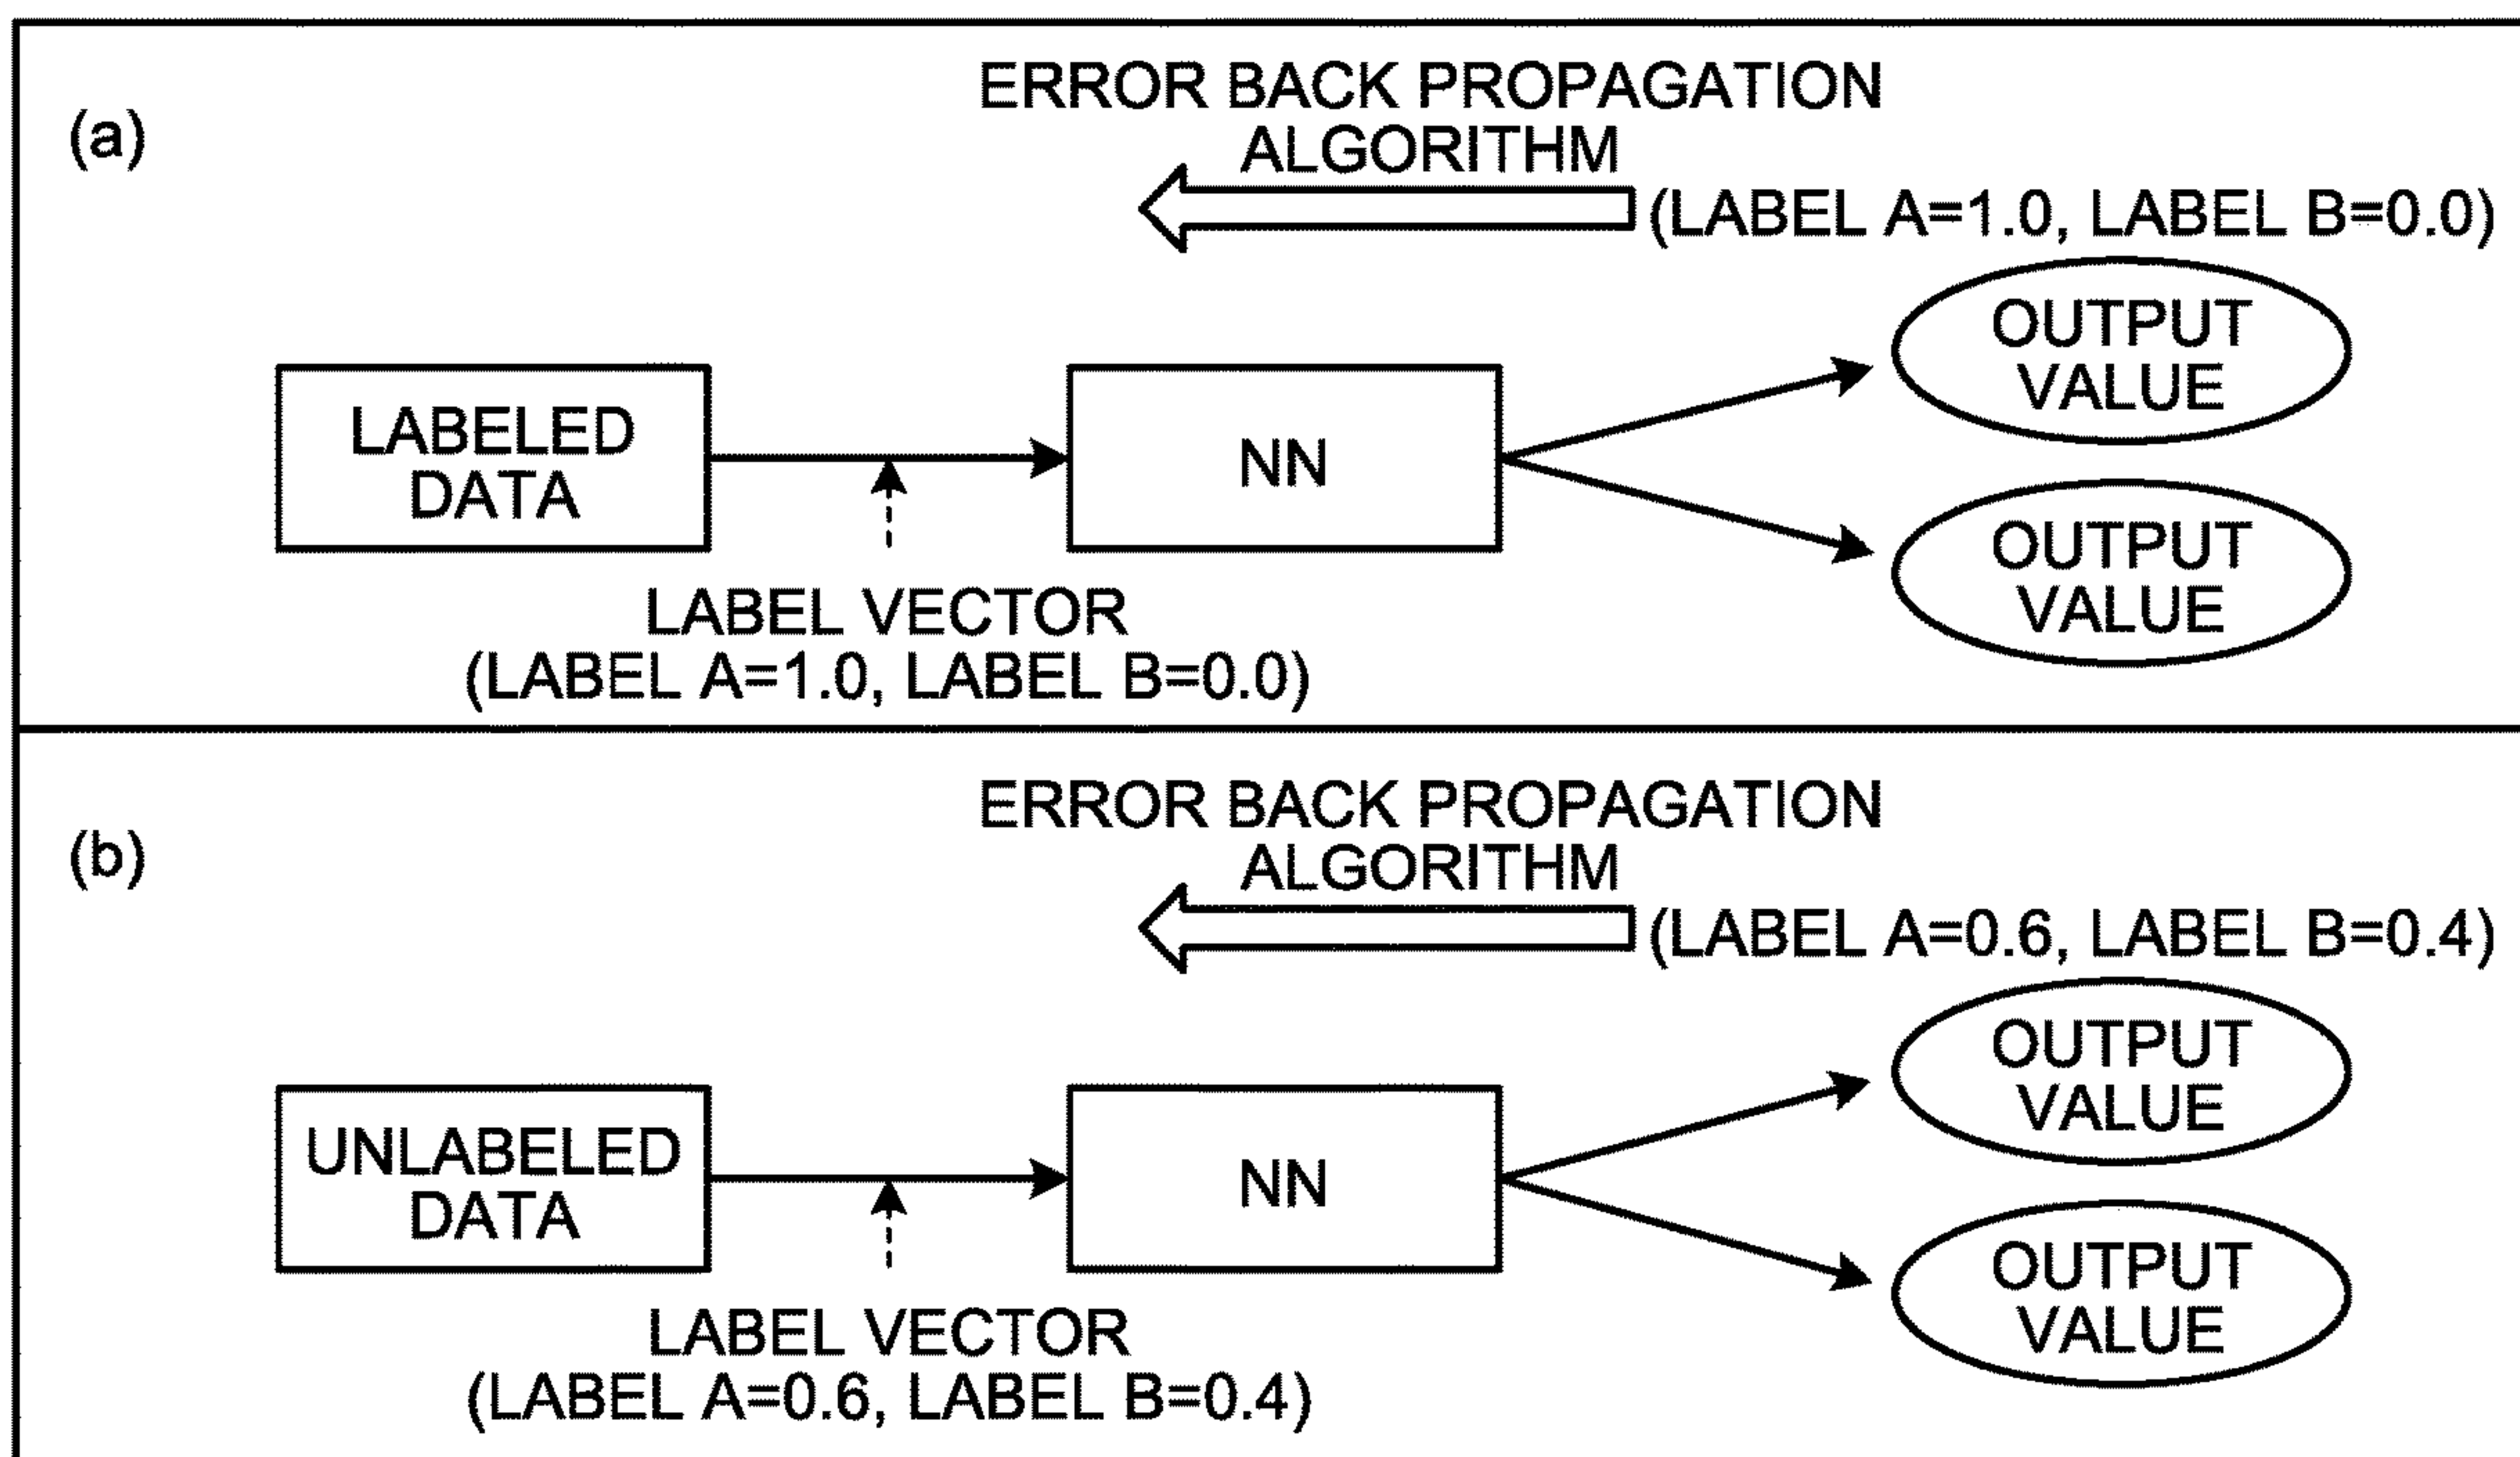 (a)
ERROR BACK PROPAGATION
ALGORITHM
(LABEL A=1.0, LABEL B=0.0)
LABELED
DATA
LABEL VECTOR
(LABEL A=1.0, LABEL B=0.0)
NN
OUTPUT
VALUE
OUTPUT
VALUE
(b)
ERROR BACK PROPAGATION
ALGORITHM
(LABEL A=0.6, LABEL B=0.4)
UNLABELED
DATA
LABEL VECTOR
(LABEL A=0.6, LABEL B=0.4)
NN
OUTPUT
VALUE
OUTPUT
VALUE